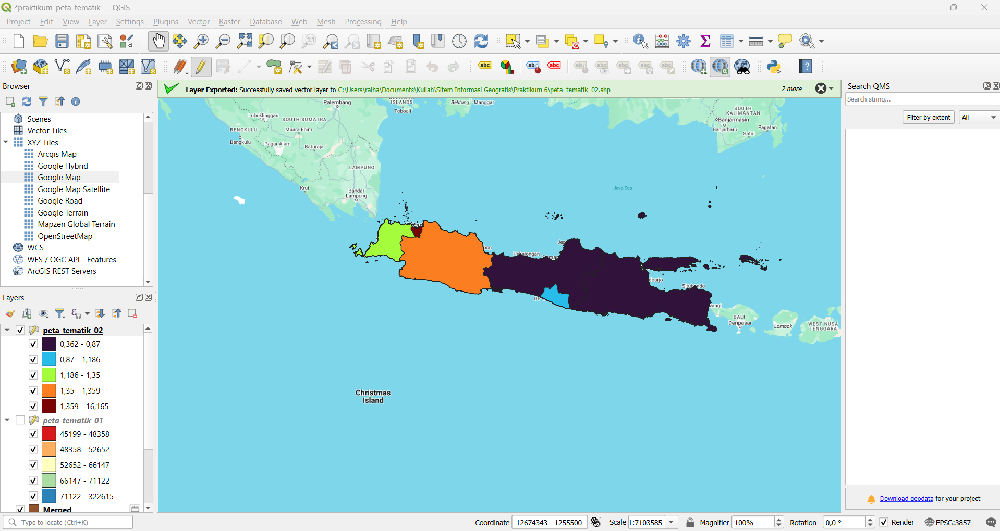 *praktikum_peta_tematik — QGIS
Project Edit View Layer Settings Plugins Vector Raster Database Web Mesh Processing Help
1:1
abc abc abc abc
Browser
Layer Exported: Successfully saved vector layer to C:\Users\raiha\Documents\Kuliah\Sitem Informasi Geografis\Praktikum 6\peta_tematik_02.shp 2 more
Search QMS
Search string...
Filter by extent All
Scenes
Vector Tiles
XYZ Tiles
Arcgis Map
Google Hybrid
Google Map
Google Map Satellite
Google Road
Google Terrain
Mapzen Global Terrain
OpenStreetMap
WCS
WFS / OGC API - Features
ArcGIS REST Servers
Palembang
ISLANDS
Toboali
Belitung Manggar
Lubuklinggau
SOUTH SUMATRA
BENGKULU
Muara Enim
Bengkulu
Pagar Alam
Baturaja
SOUTH
KALIMANTAN
Banjarmasin
Banjarbaru
Pagatan
Satui
LAMPUNG
Krui
Bandar
Lampung
Java Sea
Pekalongan
doarjo
Situbondo
wangi
BALI
Denpasar
Lombok
WEST NUSA
TENGGARA
Christmas
Island
Layers
peta_tematik_02
0,362 - 0,87
0,87 - 1,186
1,186 - 1,35
1,35 - 1,359
1,359 - 16,165
peta_tematik_01
45199 - 48358
48358 - 52652
52652 - 66147
66147 - 71122
71122 - 322615
Merged
Download geodata for your project
Type to locate (Ctrl+K)
Coordinate 12674343 -1255500 Scale 1:7103585 Magnifier 100% Rotation 0,0 ° Render EPSG:3857